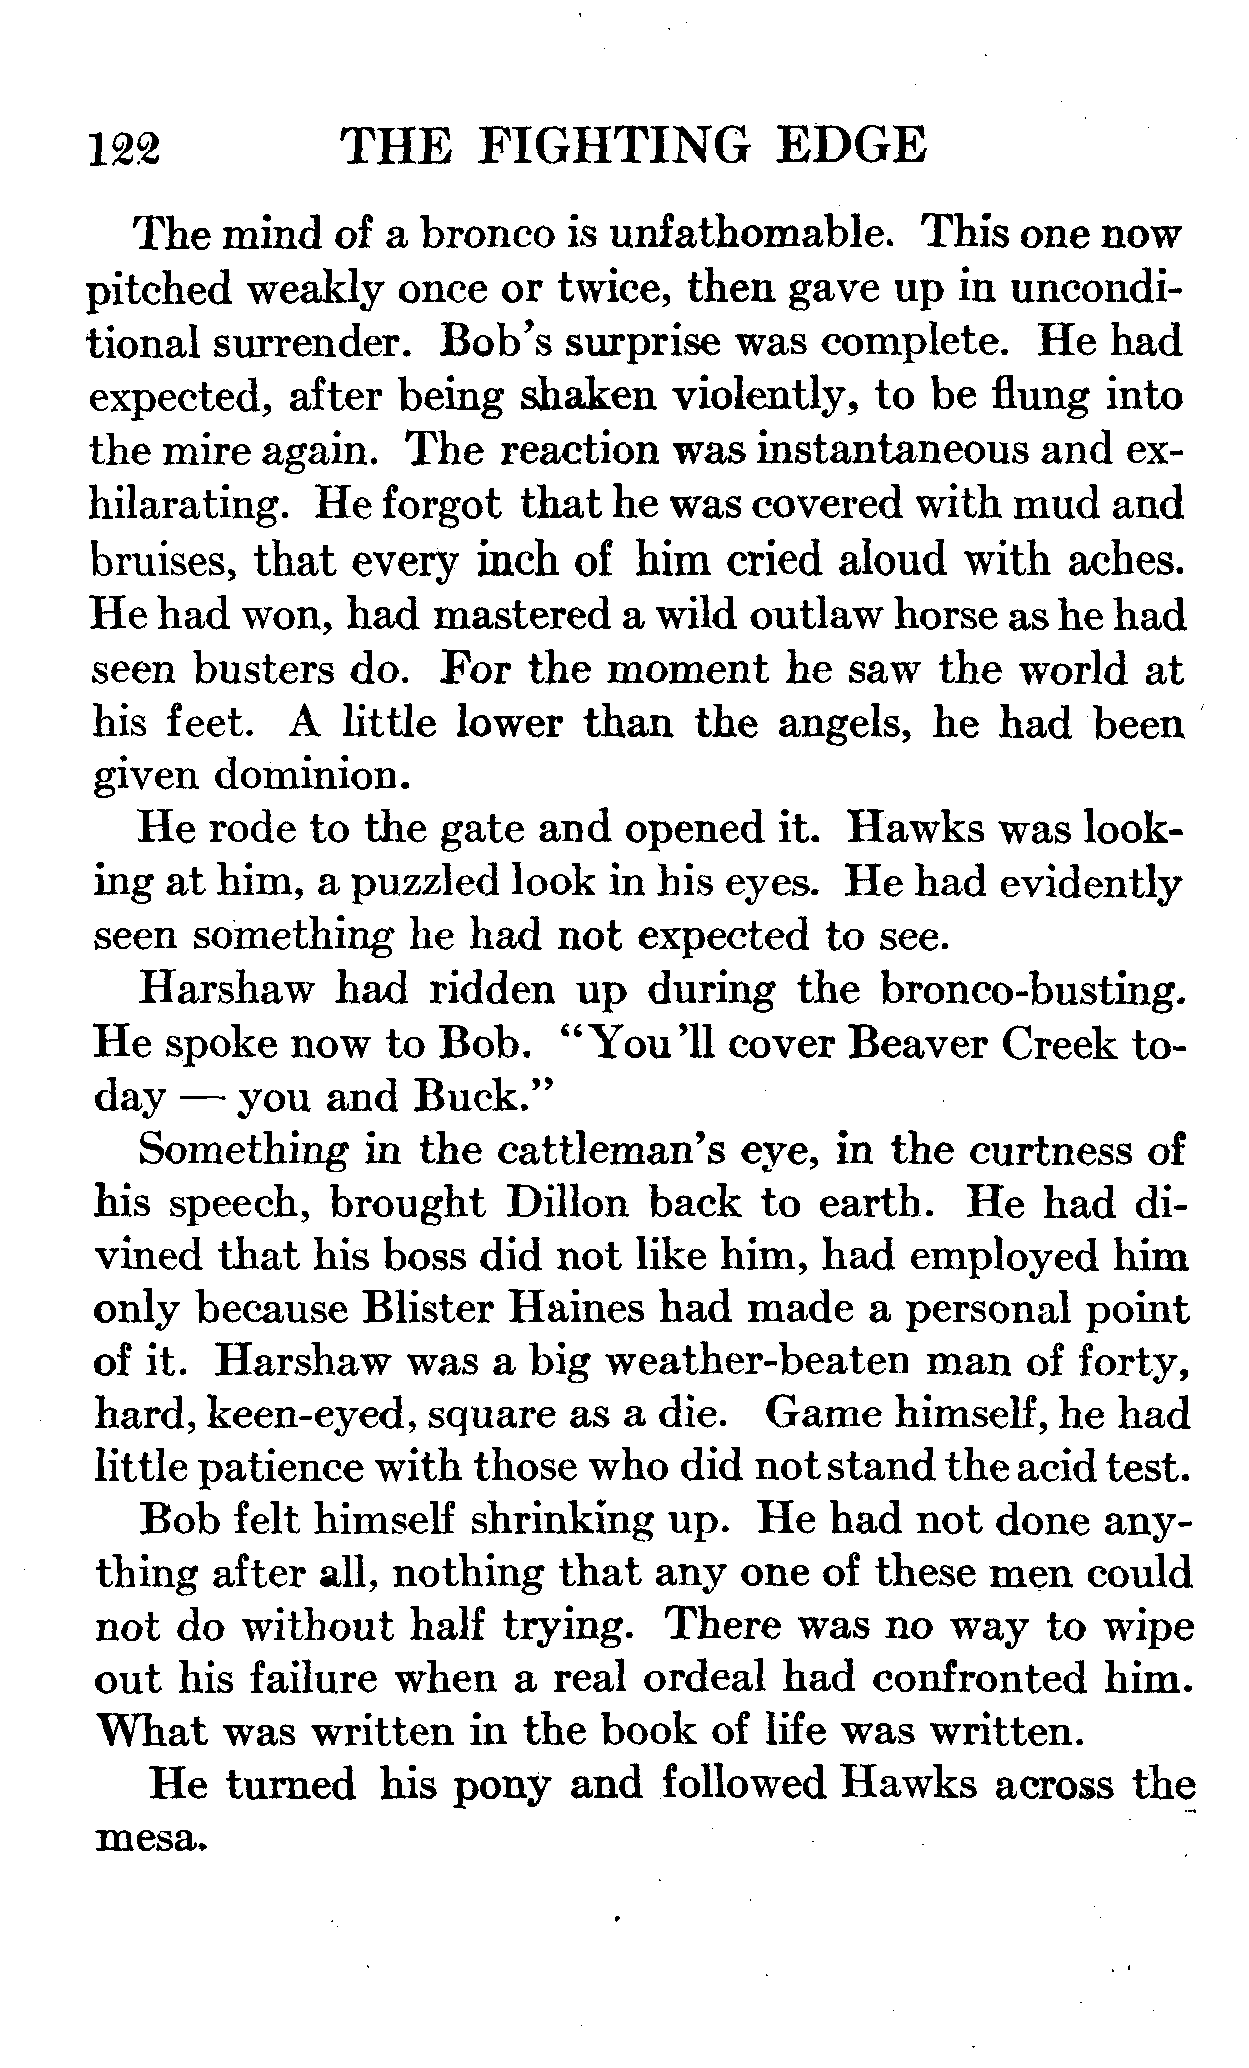 122 THE FIGHTING EDGE
The mind of a bronco is unfathomable. This one now
pitched weakly once or twice, then gave up in uncondi-
tional surrender. Bob's surprise was complete. He had
expected, after being shaken violently, to be flung into
the mire again. The reaction was instantaneous and ex-
hilarating. He forgot that he was covered with mud and
bruises, that every inch of him cried aloud with aches.
He had won, had mastered a wild outlaw horse as he had
seen busters do. For the moment he saw the world at
his feet. A little lower than the angels, he had been
given dominion.
He rode to the gate and opened it. Hawks was look-
ing at him, a puzzled look in his eyes. He had evidently
seen something he had not expected to see.
Harshaw had ridden up during the bronco-busting.
He spoke now to Bob. "You'll cover Beaver Creek to-
day — you and Buck."
Something in the cattleman's eye, in the curtness of
his speech, brought Dillon back to earth. He had di-
vined that his boss did not like him, had employed him
only because Blister Haines had made a personal point
of it. Harshaw was a big weather-beaten man of forty,
hard, keen-eyed, square as a die. Game himself, he had
little patience with those who did not stand the acid test.
Bob felt himself shrinking up. He had not done any-
thing after all, nothing that any one of these men could
not do without half trying. There was no way to wipe
out his failure when a real ordeal had confronted him.
What was written in the book of life was written.
He turned his pony and followed Hawks across the
mesa.